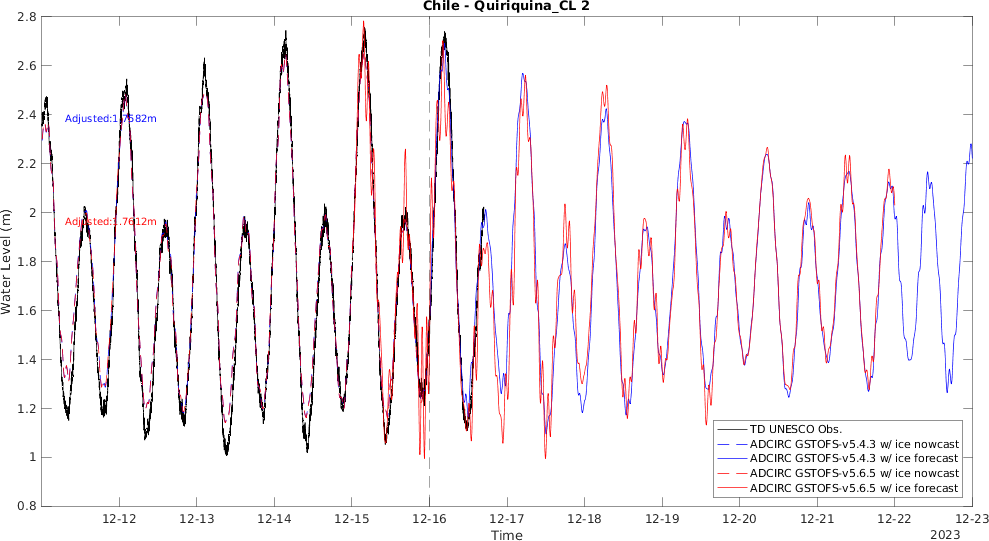 Chile - Quiriquina_CL 2
2.8
2.6
2.4
2.2
2
1.8
1.6
1.4
1.2
1
0.8
Water Level (m)
Adjusted:1.7582m
Adjusted:1.7612m
TD UNESCO Obs.
ADCIRC GSTOFS-v5.4.3 w/ ice nowcast
ADCIRC GSTOFS-v5.4.3 w/ ice forecast
ADCIRC GSTOFS-v5.6.5 w/ ice nowcast
ADCIRC GSTOFS-v5.6.5 w/ ice forecast
12-12 12-13 12-14 12-15 12-16 12-17 12-18 12-19 12-20 12-21 12-22 12-23
Time
2023